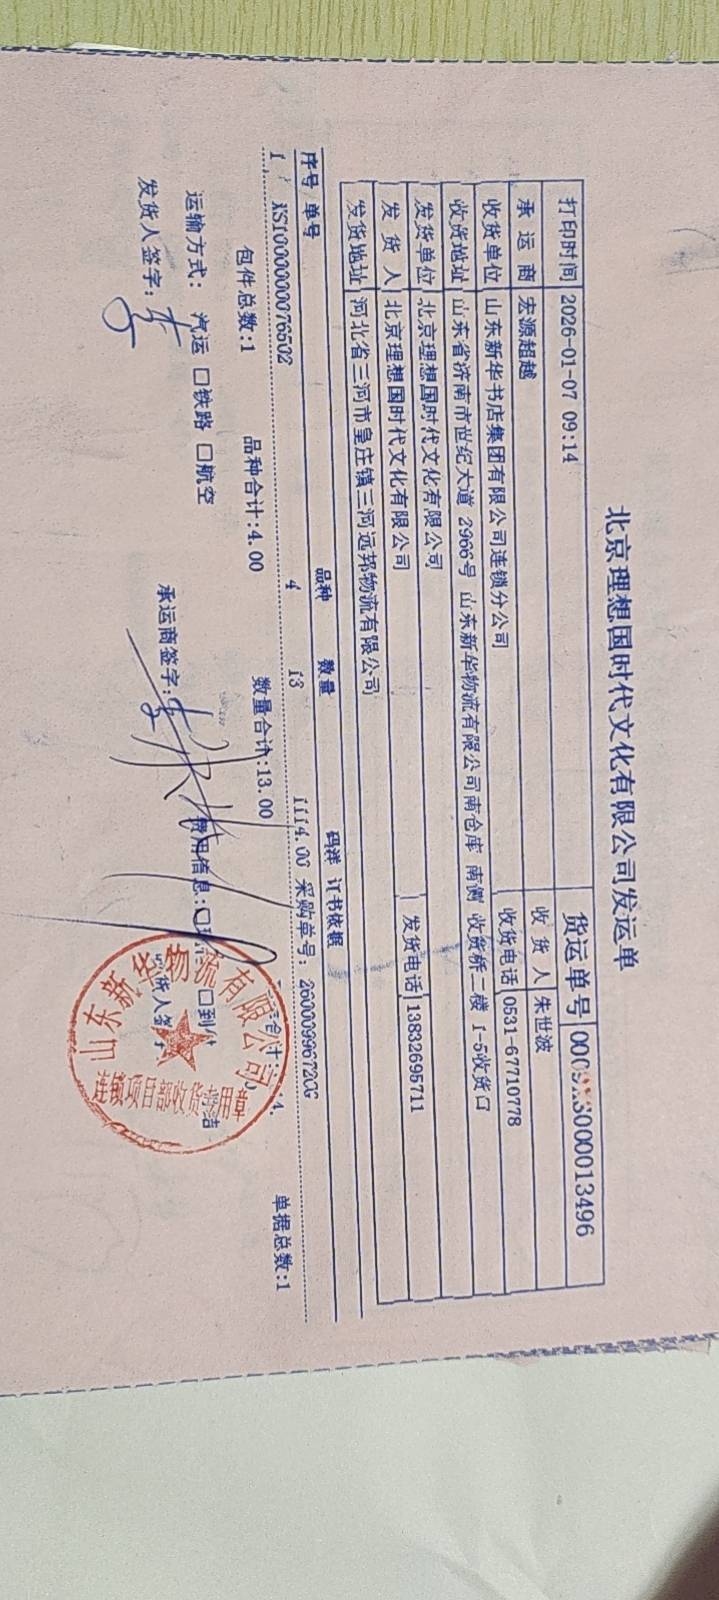 北京理想国时代文化有限公司发运单
打印时间 2026-01-07 09:14 货运单号
承运商 宏源超越 收货人 朱世波
收货单位 山东新华书店集团有限公司连锁分公司 收货电话 0531-67710778
收货地址 山东省济南市世纪大道 2966号 山东新华物流有限公司南仓库 南侧 收货桥二楼 1-5收货口
发货单位 北京理想国时代文化有限公司
发货人 北京理想国时代文化有限公司 发货电话 13832695711
发货地址 河北省三河市皇庄镇三河远邦物流有限公司
序号 单号 品种 数量 码洋 订书依据
1 XS1000000076502 4 13 1114.00 采购单号: 26000099672CG
包件总数:1 品种合计:4.00 数量合计:13.00 单据总数:1
运输方式: 汽运 □铁路 □航空 费用信息:
发货人签字: 承运商签字:
山东新华物流有限公司
连锁项目部收货专用章